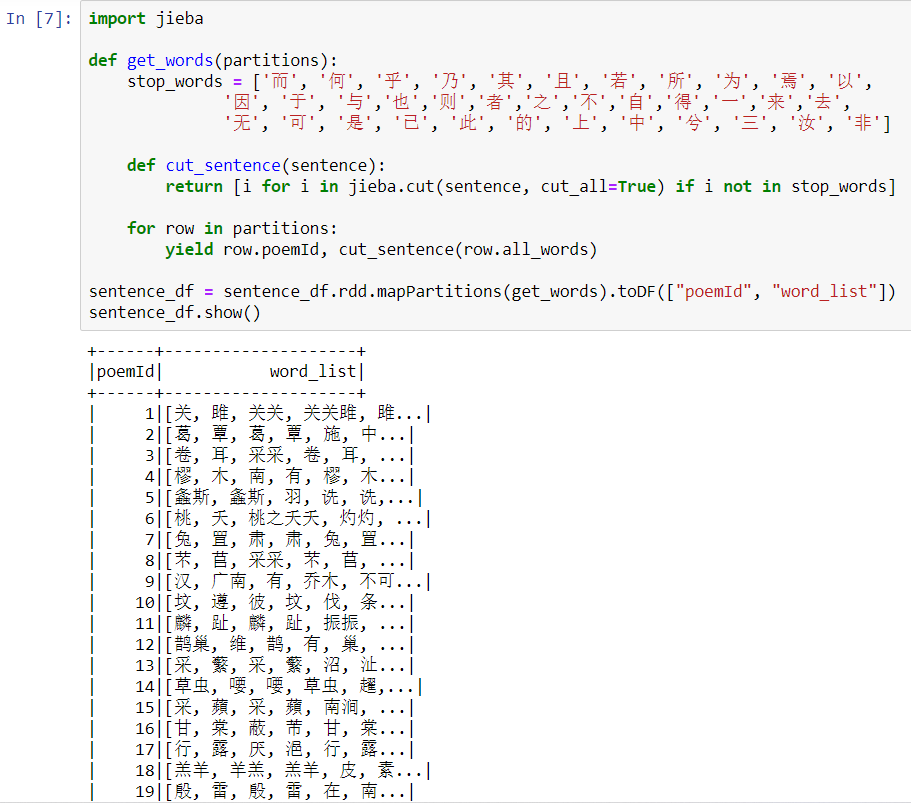 In [7]: import jieba

def get_words(partitions):
    stop_words = ['而', '何', '乎', '乃', '其', '且', '若', '所', '为', '焉', '以',
              '因', '于', '与','也','则','者','之','不','自','得','一','来','去',
              '无', '可', '是', '已', '此', '的', '上', '中', '兮', '三', '汝', '非']

    def cut_sentence(sentence):
        return [i for i in jieba.cut(sentence, cut_all=True) if i not in stop_words]

    for row in partitions:
        yield row.poemId, cut_sentence(row.all_words)

sentence_df = sentence_df.rdd.mapPartitions(get_words).toDF(["poemId", "word_list"])
sentence_df.show()
+------+--------------------+
|poemId|           word_list|
+------+--------------------+
|     1|[关, 雎, 关关, 关关雎, 雎...|
|     2|[葛, 覃, 葛, 覃, 施, 中...|
|     3|[卷, 耳, 采采, 卷, 耳, ...|
|     4|[樛, 木, 南, 有, 樛, 木...|
|     5|[螽斯, 螽斯, 羽, 诜, 诜,...|
|     6|[桃, 夭, 桃之夭夭, 灼灼, ...|
|     7|[兔, 罝, 肃, 肃, 兔, 罝...|
|     8|[芣, 苢, 采采, 芣, 苢, ...|
|     9|[汉, 广南, 有, 乔木, 不可...|
|    10|[坟, 遵, 彼, 坟, 伐, 条...|
|    11|[麟, 趾, 麟, 趾, 振振, ...|
|    12|[鹊巢, 维, 鹊, 有, 巢, ...|
|    13|[采, 蘩, 采, 蘩, 沼, 沚...|
|    14|[草虫, 喓, 喓, 草虫, 趯,...|
|    15|[采, 蘋, 采, 蘋, 南涧, ...|
|    16|[甘, 棠, 蔽, 芾, 甘, 棠...|
|    17|[行, 露, 厌, 浥, 行, 露...|
|    18|[羔羊, 羊羔, 羔羊, 皮, 素...|
|    19|[殷, 雷, 殷, 雷, 在, 南...|